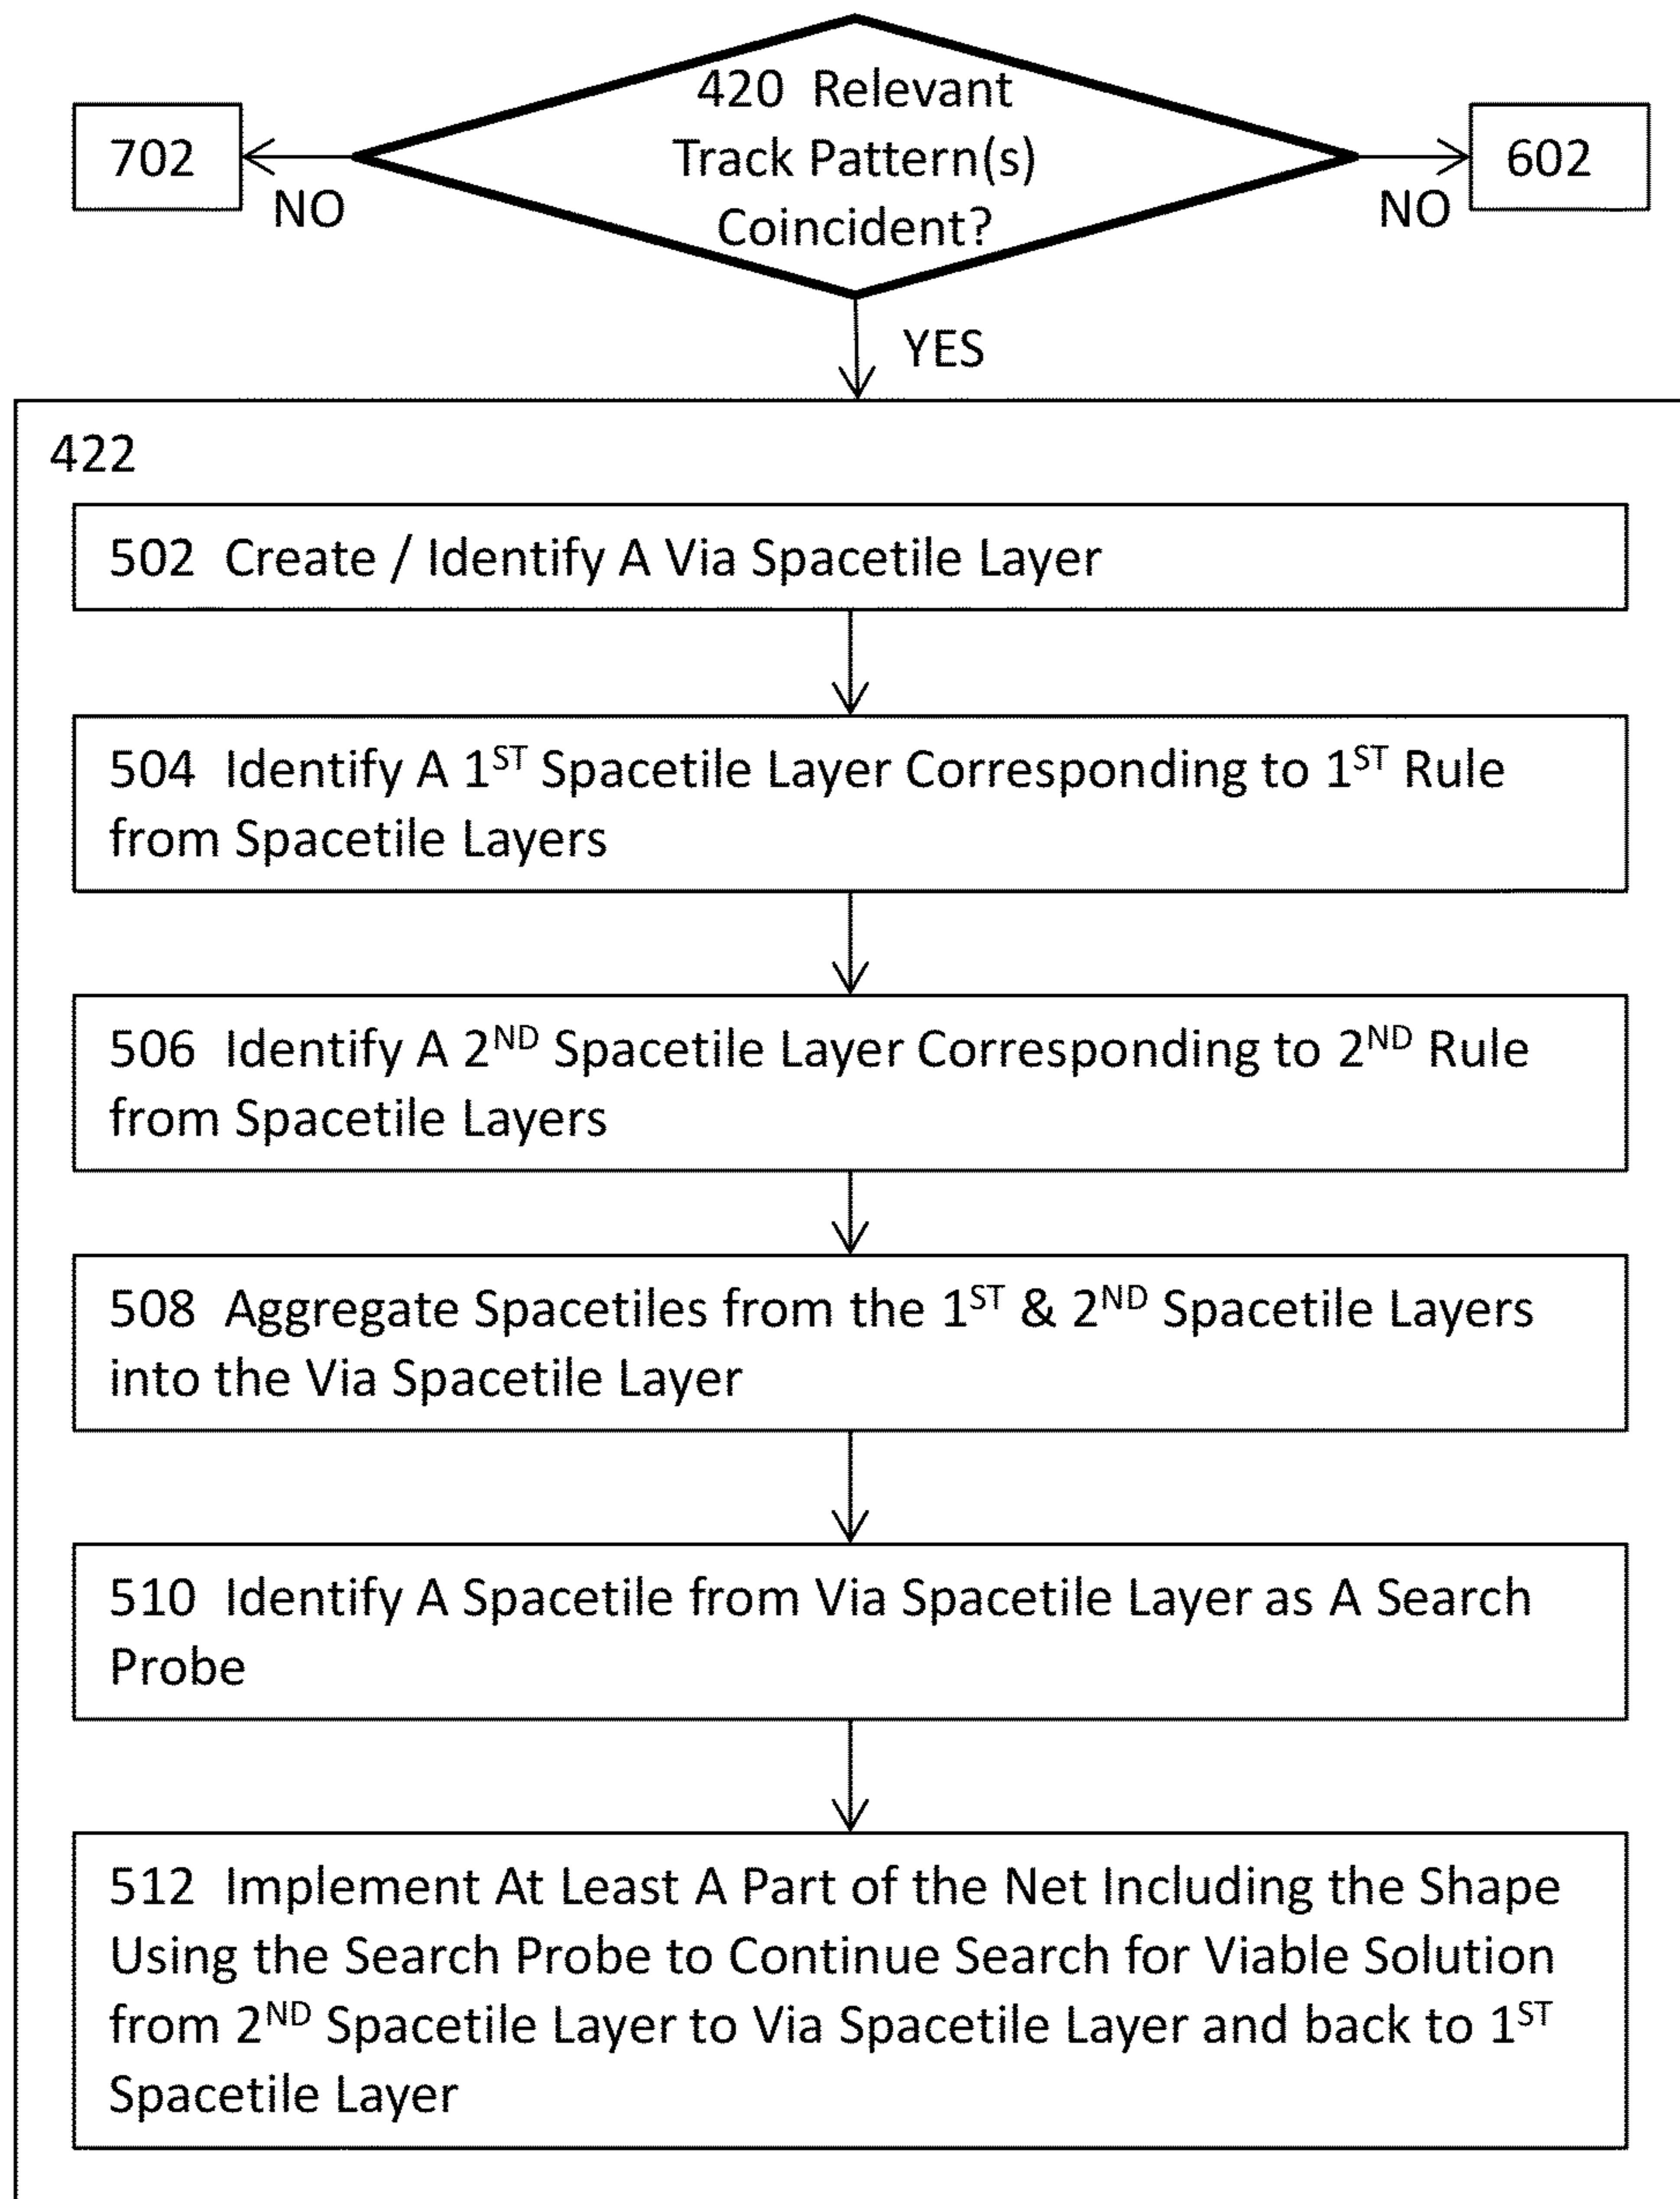 420 Relevant
Track Pattern(s)
Coincident?
702
NO
602
NO
YES
422
502 Create / Identify A Via Spacetile Layer
504 Identify A 1ST Spacetile Layer Corresponding to 1ST Rule
from Spacetile Layers
506 Identify A 2ND Spacetile Layer Corresponding to 2ND Rule
from Spacetile Layers
508 Aggregate Spacetiles from the 1ST & 2ND Spacetile Layers
into the Via Spacetile Layer
510 Identify A Spacetile from Via Spacetile Layer as A Search
Probe
512 Implement At Least A Part of the Net Including the Shape
Using the Search Probe to Continue Search for Viable Solution
from 2ND Spacetile Layer to Via Spacetile Layer and back to 1ST
Spacetile Layer